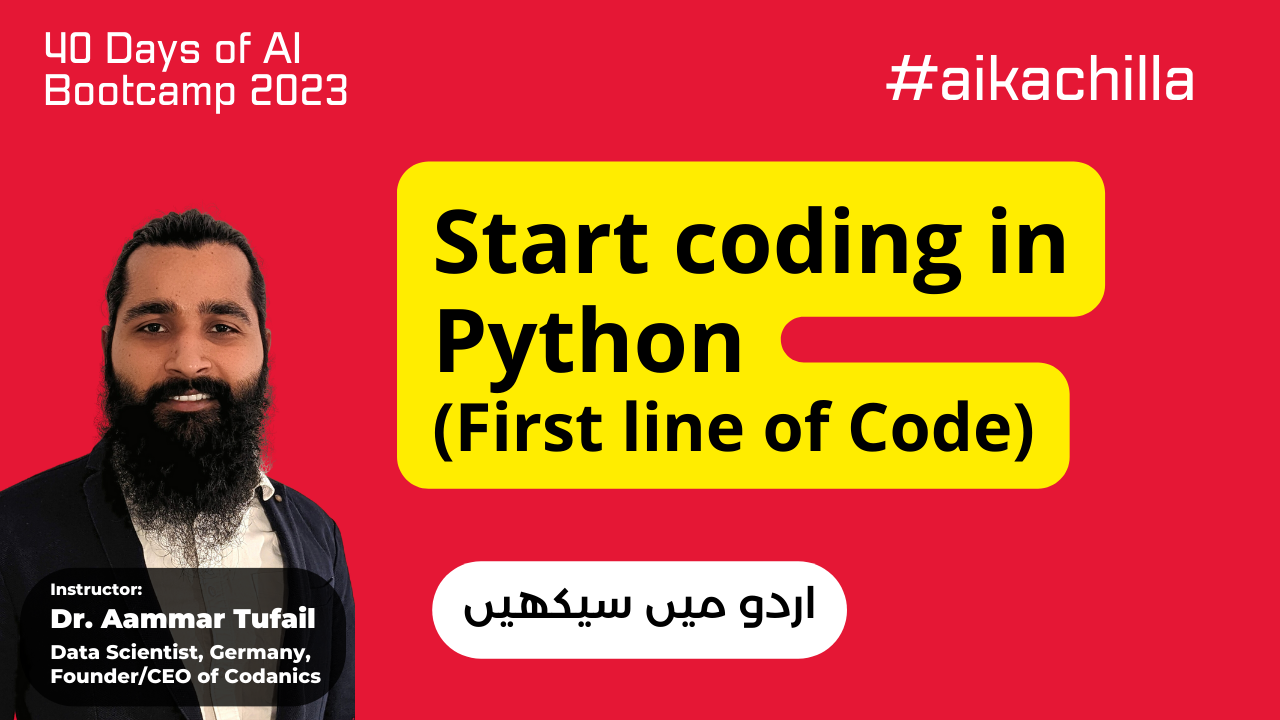 40 Days of AI
Bootcamp 2023
#aikachilla
Start coding in
Python
(First line of Code)
اردو میں سیکھیں
Instructor:
Dr. Aammar Tufail
Data Scientist, Germany,
Founder/CEO of Codanics